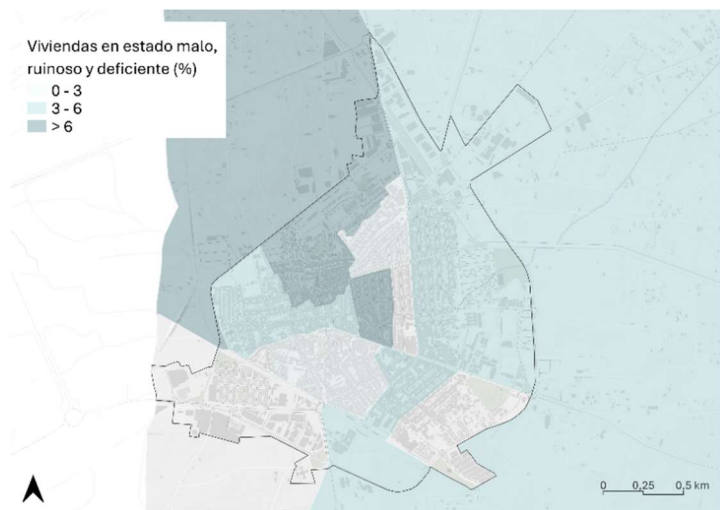 Viviendas en estado malo,
ruinoso y deficiente (%)
0 - 3
3 - 6
> 6
0 0,25 0,5 km